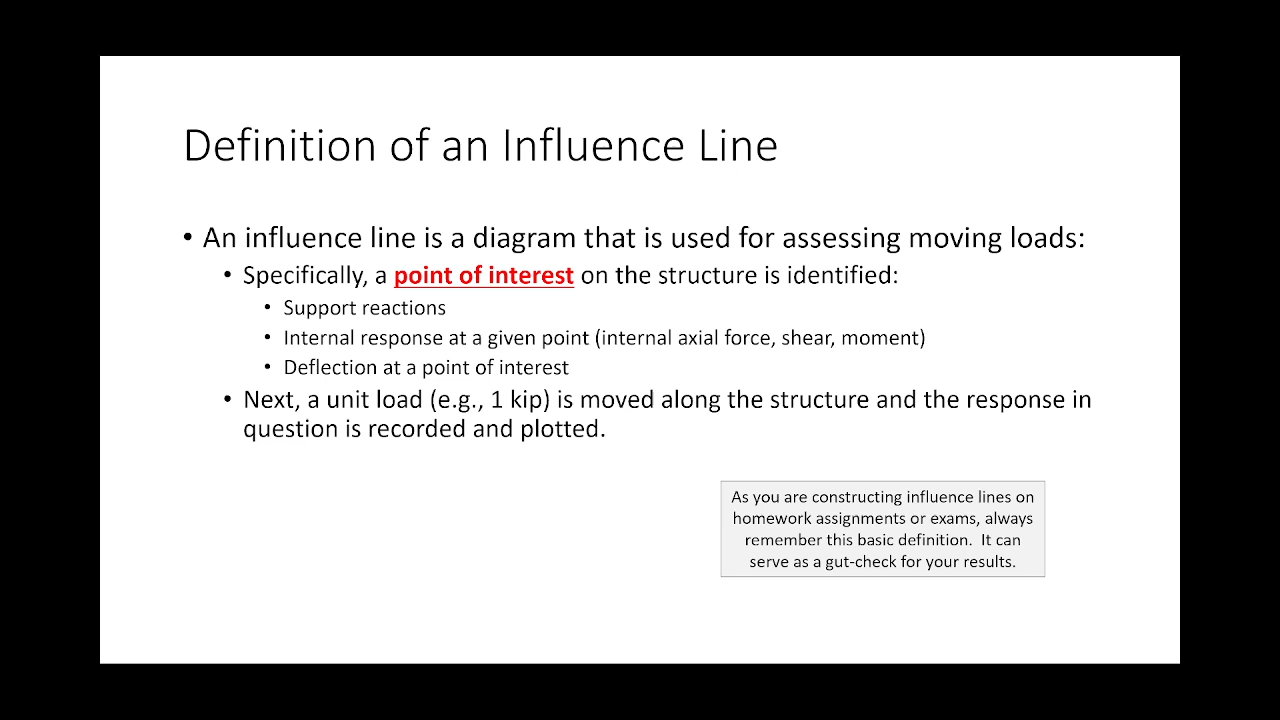 Definition of an Influence Line
• An influence line is a diagram that is used for assessing moving loads:
• Specifically, a point of interest on the structure is identified:
• Support reactions
• Internal response at a given point (internal axial force, shear, moment)
• Deflection at a point of interest
• Next, a unit load (e.g., 1 kip) is moved along the structure and the response in
question is recorded and plotted.
As you are constructing influence lines on
homework assignments or exams, always
remember this basic definition.  It can
serve as a gut-check for your results.